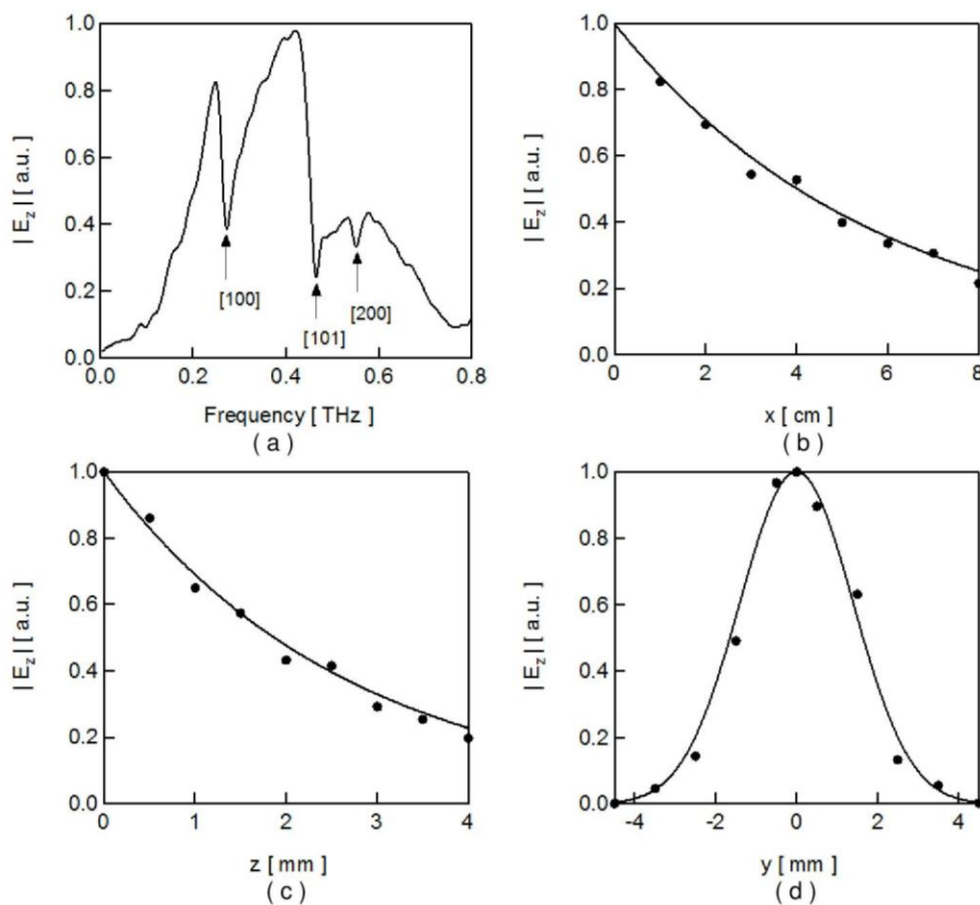 1.0
0.8
0.6
0.4
0.2
0.0
| E_z | [ a.u. ]
[100]
[101]
[200]
0.0 0.2 0.4 0.6 0.8
Frequency [ THz ]
( a )
1.0
0.8
0.6
0.4
0.2
0.0
| E_z | [ a.u. ]
0 2 4 6 8
x [ cm ]
( b )
1.0
0.8
0.6
0.4
0.2
0.0
| E_z | [ a.u. ]
0 1 2 3 4
z [ mm ]
( c )
1.0
0.8
0.6
0.4
0.2
0.0
| E_z | [ a.u. ]
-4 -2 0 2 4
y [ mm ]
( d )